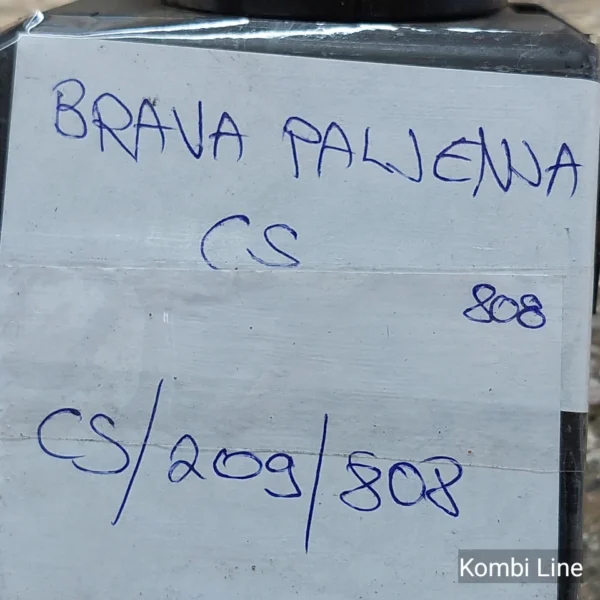 BRAVA PALJENJA
CS
808
CS/209/808
Kombi Line